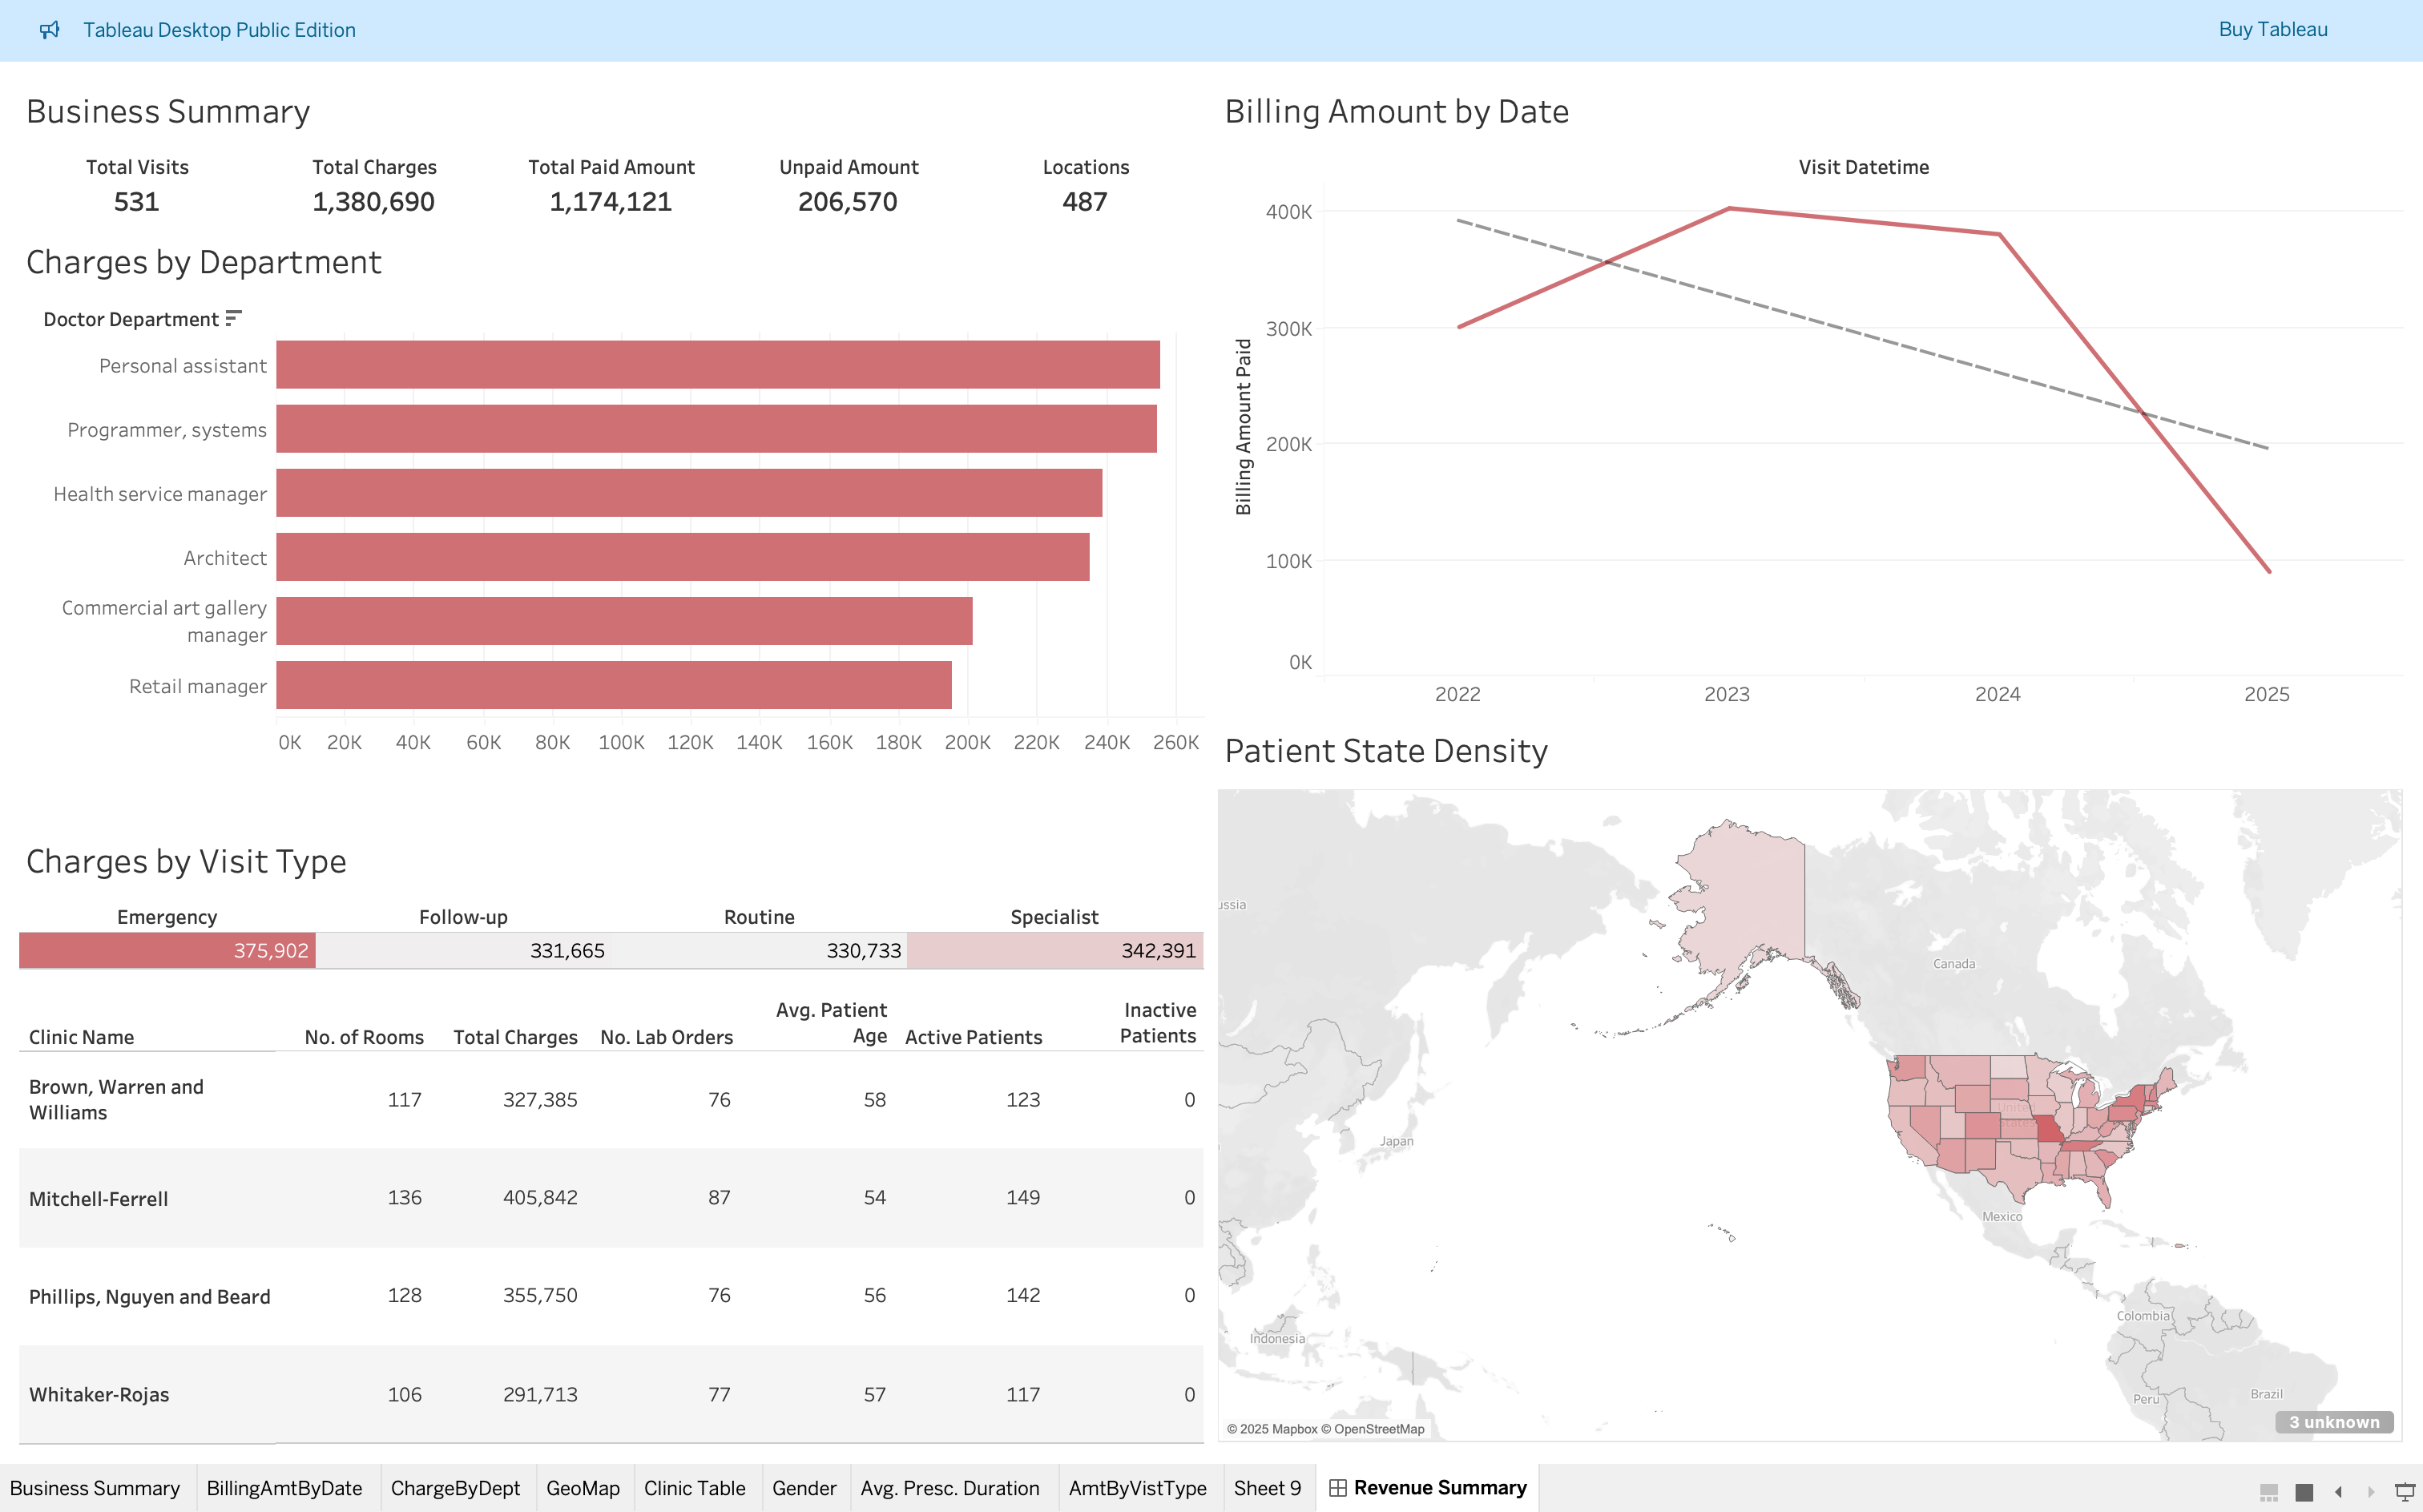 Tableau Desktop Public Edition
Buy Tableau
Business Summary
Total Visits
531
Total Charges
1,380,690
Total Paid Amount
1,174,121
Unpaid Amount
206,570
Locations
487
Charges by Department
Doctor Department
Personal assistant
Programmer, systems
Health service manager
Architect
Commercial art gallery
manager
Retail manager
0K 20K 40K 60K 80K 100K 120K 140K 160K 180K 200K 220K 240K 260K
Charges by Visit Type
Emergency Follow-up Routine Specialist
375,902 331,665 330,733 342,391
Clinic Name No. of Rooms Total Charges No. Lab Orders Avg. Patient Age Active Patients Inactive Patients
Brown, Warren and
Williams
117 327,385 76 58 123 0
Mitchell-Ferrell 136 405,842 87 54 149 0
Phillips, Nguyen and Beard 128 355,750 76 56 142 0
Whitaker-Rojas 106 291,713 77 57 117 0
Billing Amount by Date
Visit Datetime
Billing Amount Paid
400K
300K
200K
100K
0K
2022 2023 2024 2025
Patient State Density
ussia
Canada
United
States
Japan
Mexico
Colombia
Indonesia
Peru
Brazil
© 2025 Mapbox © OpenStreetMap
3 unknown
Business Summary BillingAmtByDate ChargeByDept GeoMap Clinic Table Gender Avg. Presc. Duration AmtByVistType Sheet 9 Revenue Summary